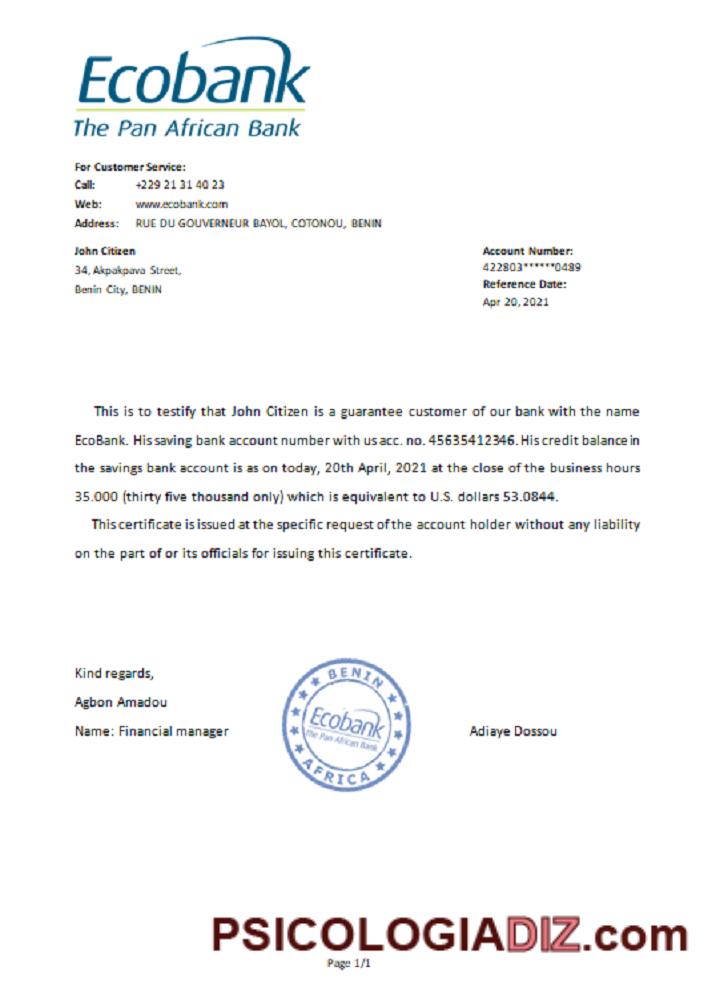 Ecobank
The Pan African Bank
For Customer Service:
Call: +229 21 31 40 23
Web: www.ecobank.com
Address: RUE DU GOUVERNEUR BAYOL, COTONOU, BENIN
John Citizen
34, Akpakpava Street,
Benin City, BENIN
Account Number:
422803******0489
Reference Date:
Apr 20, 2021
This is to testify that John Citizen is a guarantee customer of our bank with the name
EcoBank. His saving bank account number with us acc. no. 45635412346. His credit balance in
the savings bank account is as on today, 20th April, 2021 at the close of the business hours
35.000 (thirty five thousand only) which is equivalent to U.S. dollars 53.0844.
This certificate is issued at the specific request of the account holder without any liability
on the part of or its officials for issuing this certificate.
Kind regards,
Agbon Amadou
Name: Financial manager
BENIN
Ecobank
The Pan African Bank
AFRICA
Adiaye Dossou
PSICOLOGIADIZ.com
Page 1/1